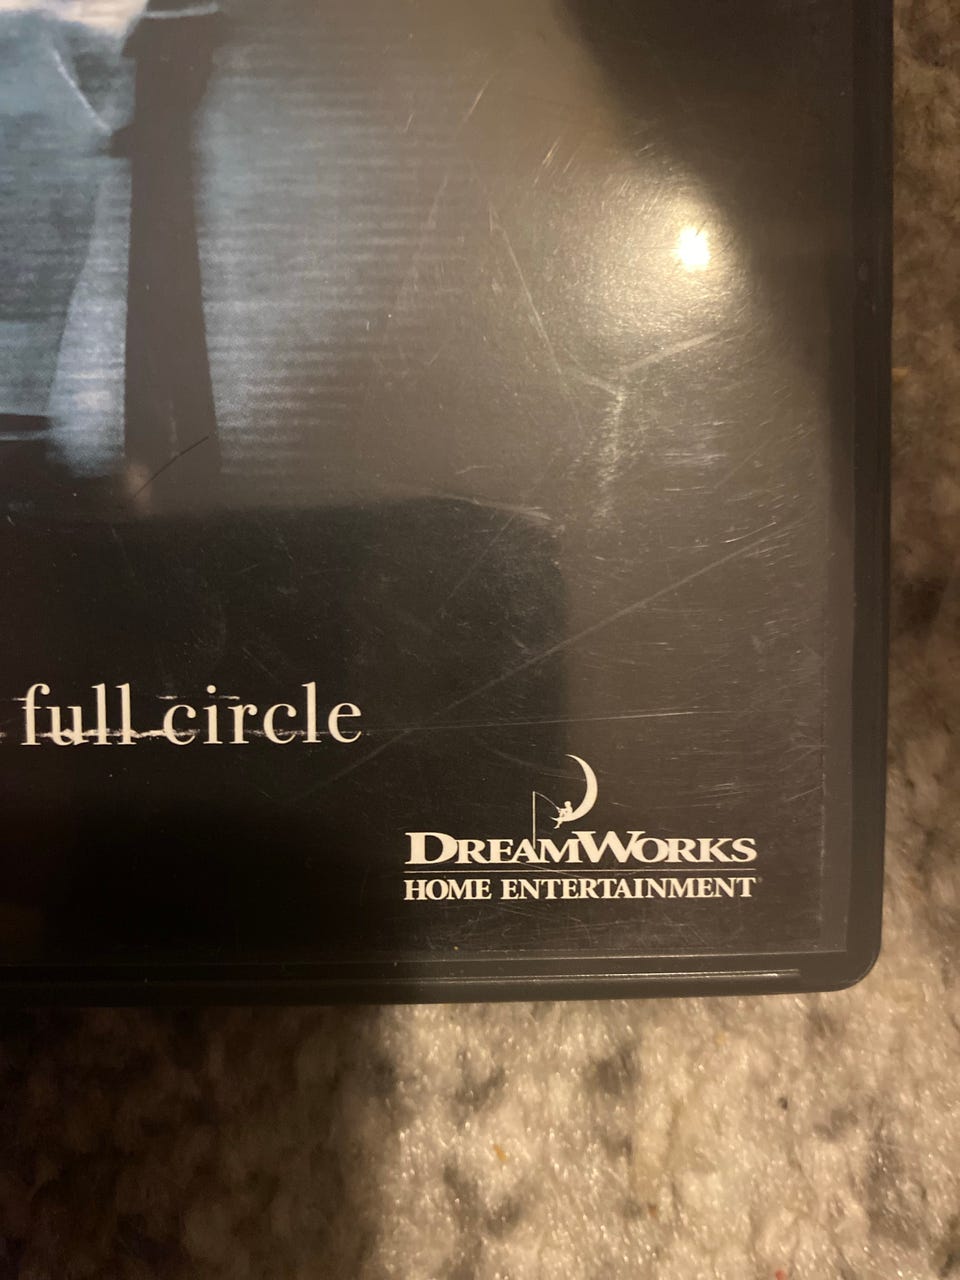 full circle
DREAMWORKS
HOME ENTERTAINMENT